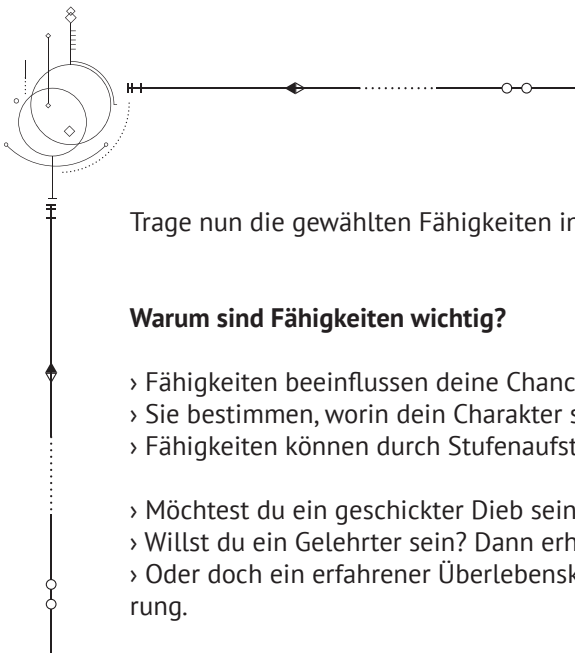 Trage nun die gewählten Fähigkeiten in
Warum sind Fähigkeiten wichtig?
› Fähigkeiten beeinflussen deine Chanc
› Sie bestimmen, worin dein Charakter s
› Fähigkeiten können durch Stufenaufst
› Möchtest du ein geschickter Dieb sein
› Willst du ein Gelehrter sein? Dann erh
› Oder doch ein erfahrener Überlebensk
rung.